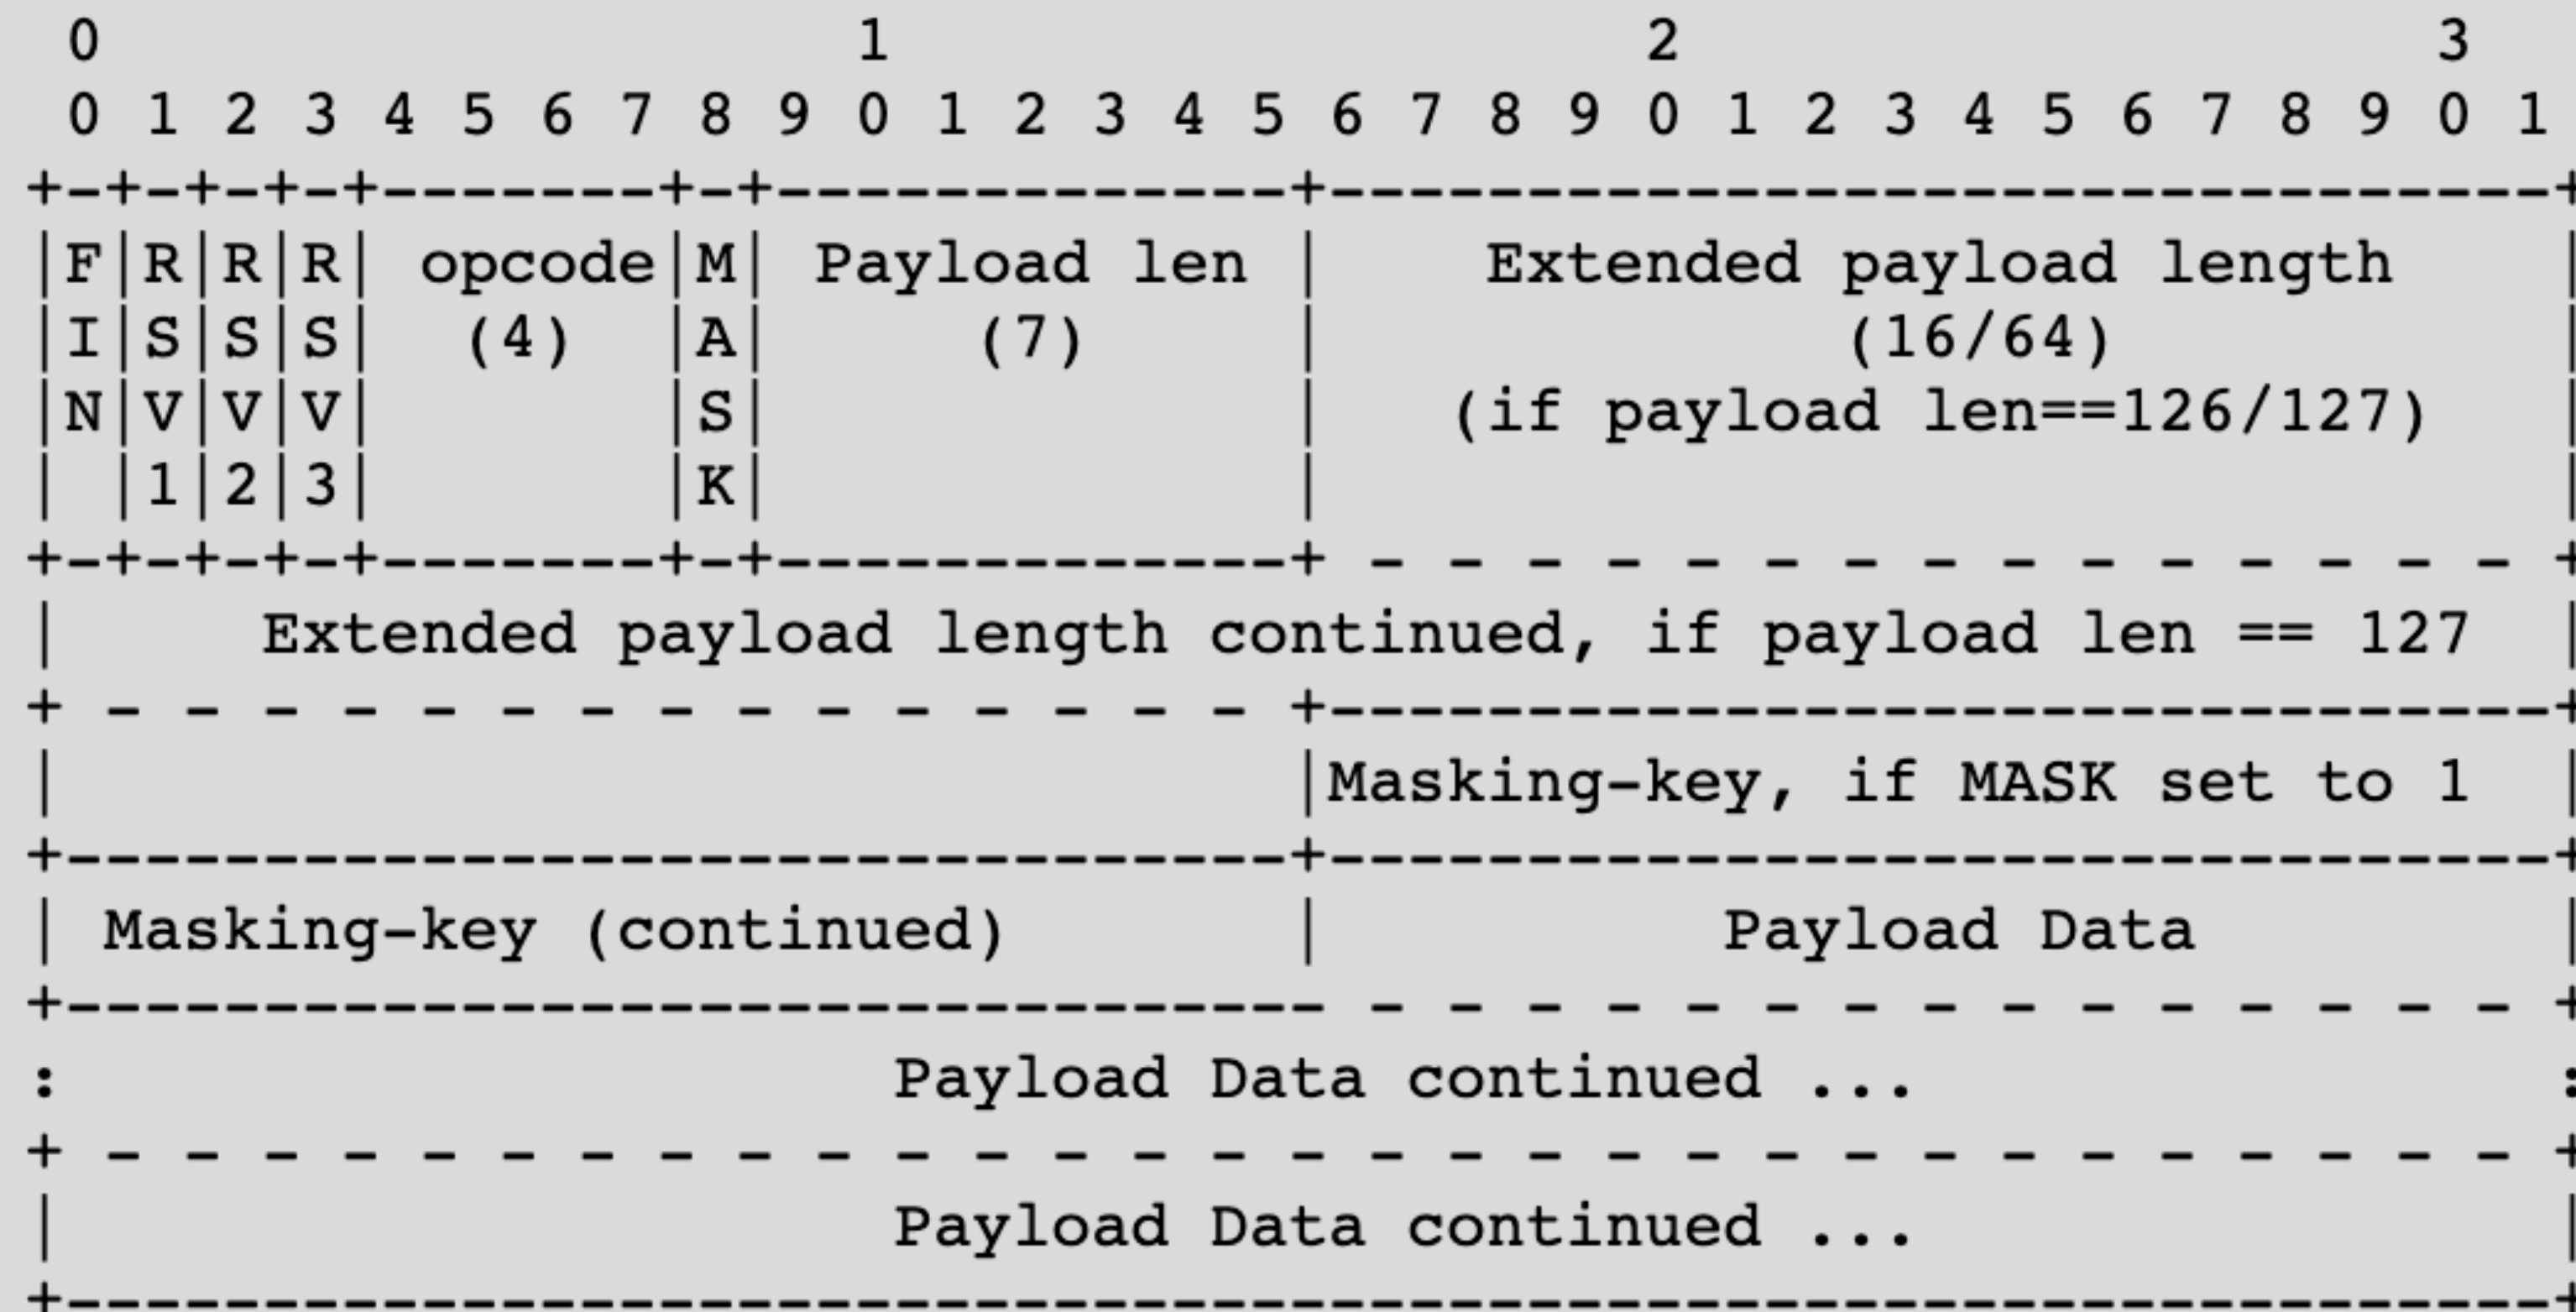 0                   1                   2                   3
 0 1 2 3 4 5 6 7 8 9 0 1 2 3 4 5 6 7 8 9 0 1 2 3 4 5 6 7 8 9 0 1
+-+-+-+-+-------+-+-------------+-------------------------------+
|F|R|R|R| opcode|M| Payload len |    Extended payload length    |
|I|S|S|S|  (4)  |A|     (7)     |             (16/64)           |
|N|V|V|V|       |S|             |   (if payload len==126/127)   |
| |1|2|3|       |K|             |                               |
+-+-+-+-+-------+-+-------------+ - - - - - - - - - - - - - - - +
|     Extended payload length continued, if payload len == 127  |
+ - - - - - - - - - - - - - - - +-------------------------------+
|                               |Masking-key, if MASK set to 1  |
+-------------------------------+-------------------------------+
| Masking-key (continued)       |          Payload Data         |
+-------------------------------- - - - - - - - - - - - - - - - +
:                     Payload Data continued ...                :
+ - - - - - - - - - - - - - - - - - - - - - - - - - - - - - - - +
|                     Payload Data continued ...                |
+---------------------------------------------------------------+